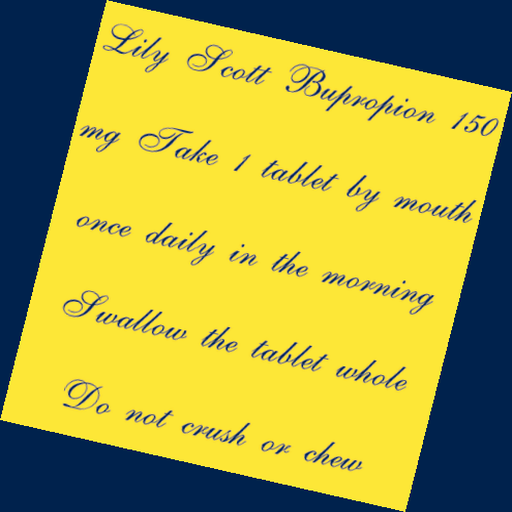 Lily Scott Bupropion 150
mg Take 1 tablet by mouth
once daily in the morning
Swallow the tablet whole
Do not crush or chew